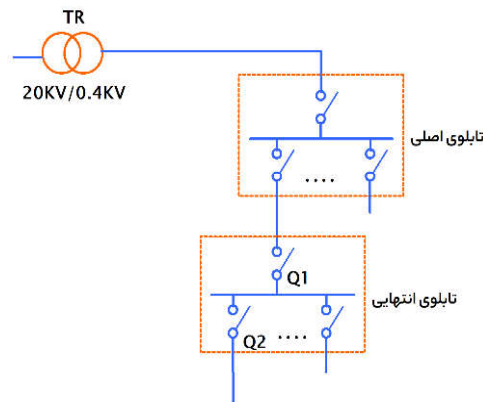 TR
20KV/0.4KV
تابلوی اصلی
....
Q1
تابلوی انتهایی
Q2
....